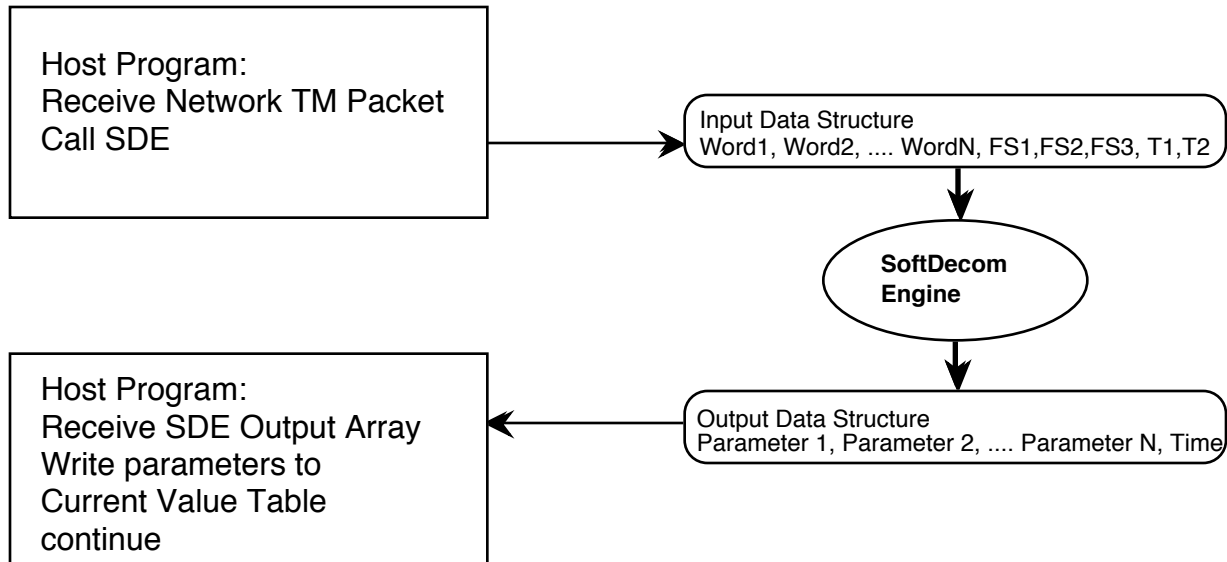 Host Program:
Receive Network TM Packet
Call SDE
Input Data Structure
Word1, Word2, .... WordN, FS1,FS2,FS3, T1,T2
SoftDecom
Engine
Output Data Structure
Parameter 1, Parameter 2, .... Parameter N, Time
Host Program:
Receive SDE Output Array
Write parameters to
Current Value Table
continue